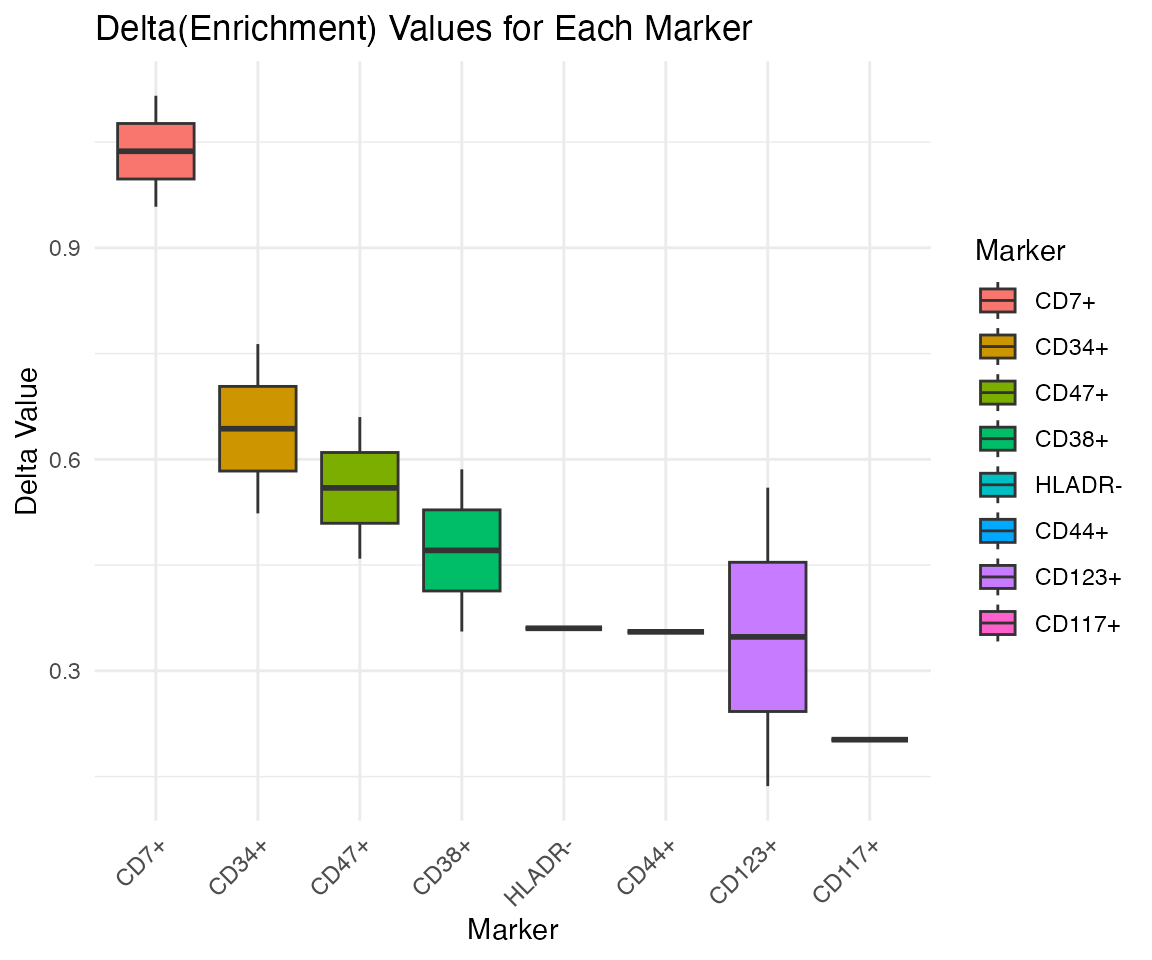 Delta(Enrichment) Values for Each Marker
Delta Value
0.9
0.6
0.3
CD7+
CD34+
CD47+
CD38+
HLADR-
CD44+
CD123+
CD117+
Marker
Marker
CD7+
CD34+
CD47+
CD38+
HLADR-
CD44+
CD123+
CD117+